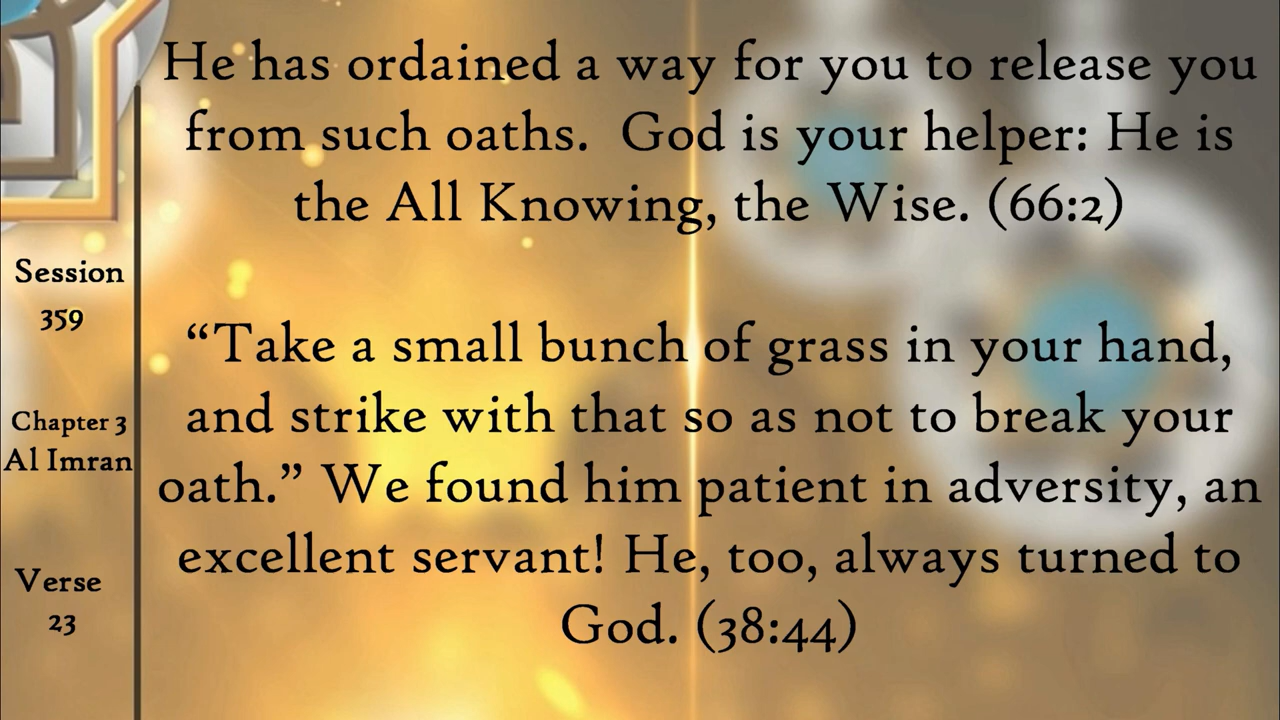 He has ordained a way for you to release you
from such oaths. God is your helper: He is
the All Knowing, the Wise. (66:2)
Session
359
“Take a small bunch of grass in your hand,
and strike with that so as not to break your
oath.” We found him patient in adversity, an
excellent servant! He, too, always turned to
God. (38:44)
Chapter 3
Al Imran
Verse
23